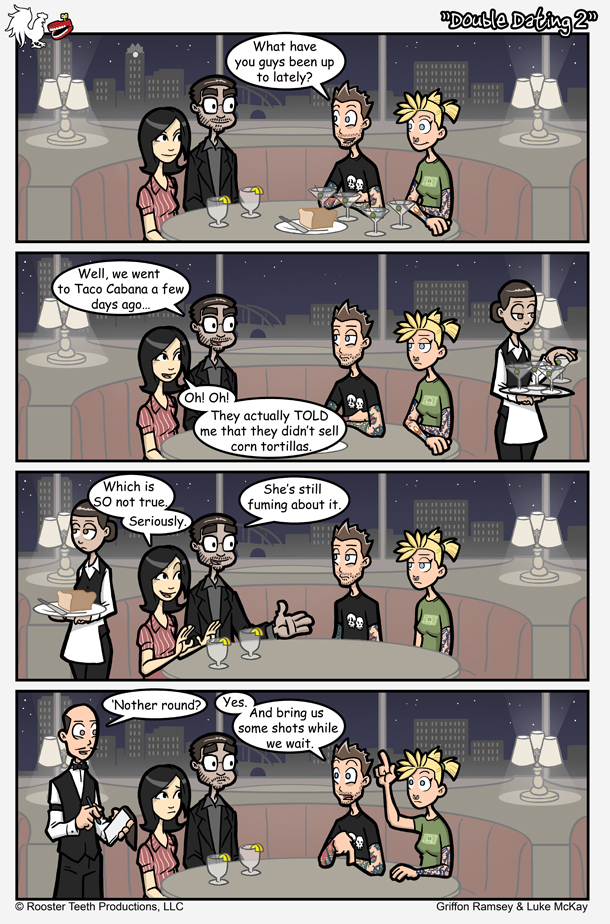 "Double Dating 2"
What have
you guys been up
to lately?
Well, we went
to Taco Cabana a few
days ago...
Oh! Oh!
They actually TOLD
me that they didn't sell
corn tortillas.
Which is
SO not true.
Seriously.
She's still
fuming about it.
'Nother round?
Yes.
And bring us
some shots while
we wait.
© Rooster Teeth Productions, LLC
Griffon Ramsey & Luke McKay